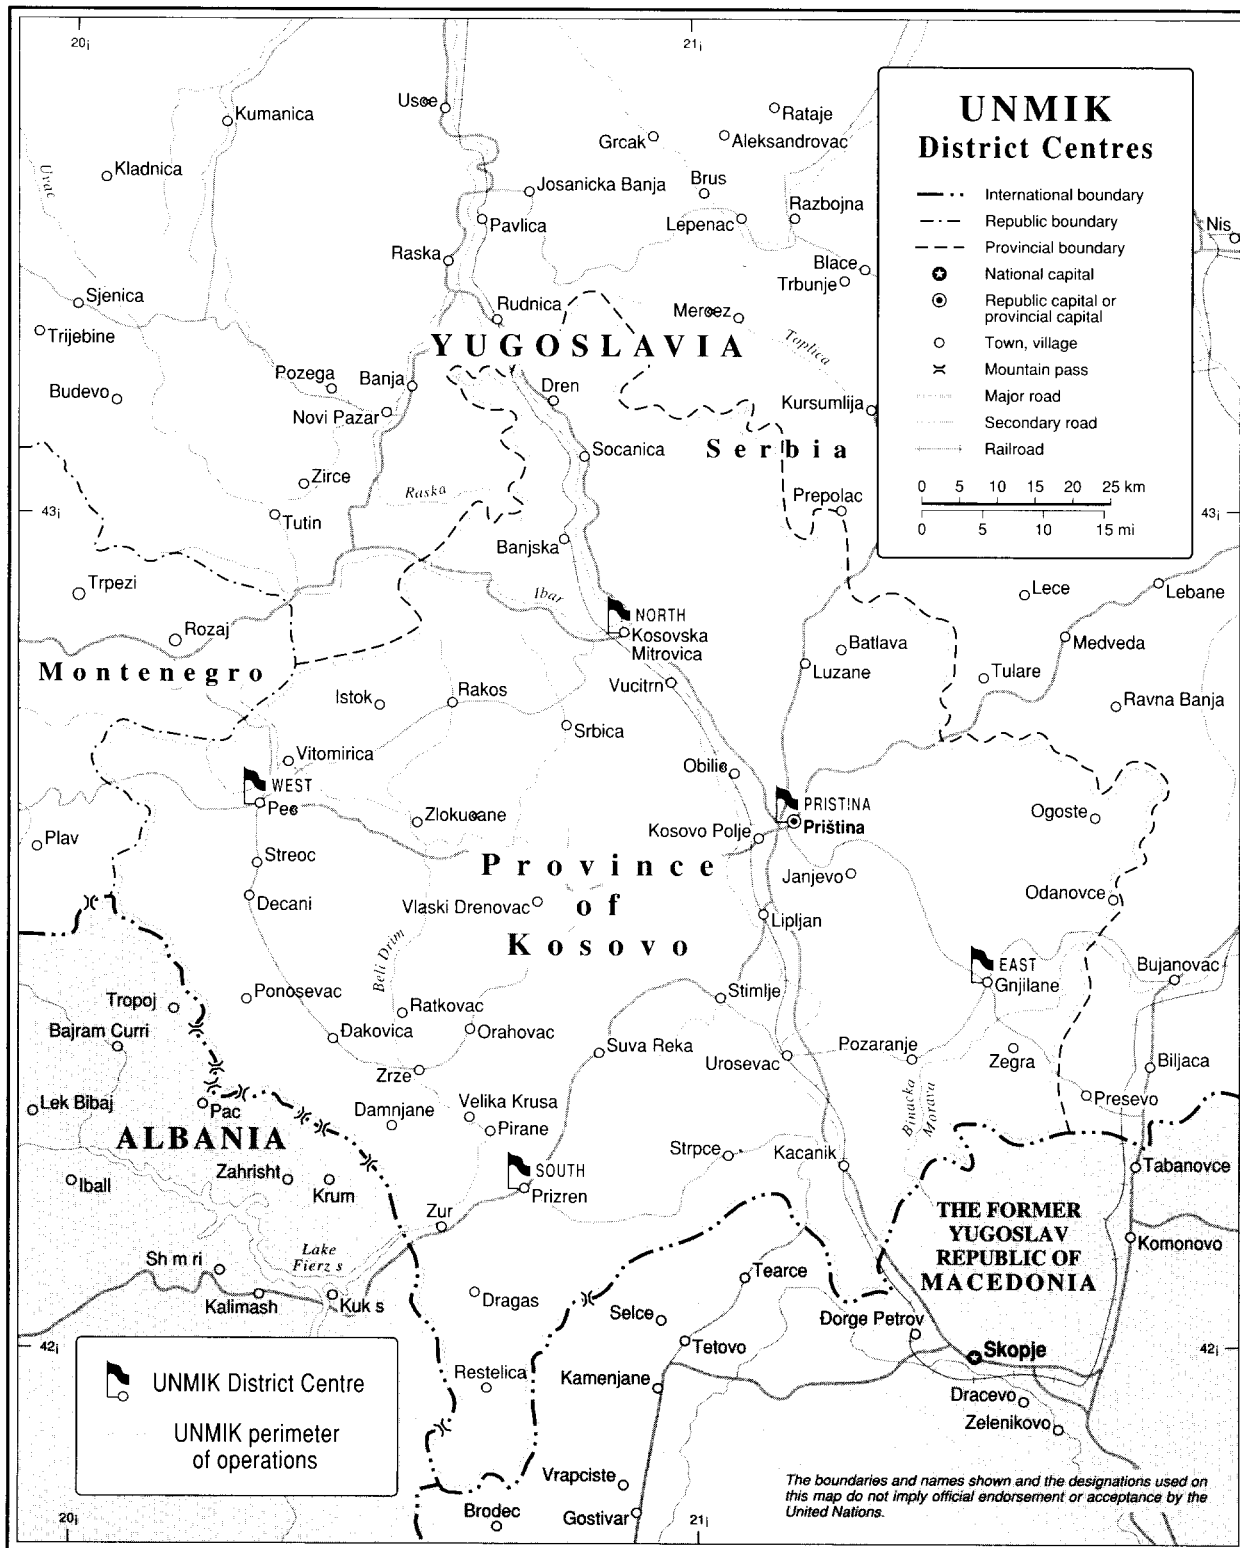 20¡
21¡
UNMIK
District Centres
International boundary
Republic boundary
Provincial boundary
National capital
Republic capital or
provincial capital
Town, village
Mountain pass
Major road
Secondary road
Railroad
0 5 10 15 20 25 km
0 5 10 15 mi
Kumanica
Kladnica
Uvac
Grcak
Rataje
Aleksandrovac
Josanicka Banja
Brus
Pavlica
Lepenac
Razbojna
Nis
Raska
Blace
Trbunje
Sjenica
Rudnica
Trijebine
YUGOSLAVIA
Toplica
Pozega
Banja
Dren
Budevo
Novi Pazar
Kursumlija
Socanica
Serbia
Zirce
Raska
Prepolac
43¡
43¡
Tutin
Banjska
Trpezi
Ibar
Lece
Lebane
NORTH
Kosovska
Mitrovica
Rozaj
Batlava
Medveda
Montenegro
Luzane
Tulare
Istok
Rakos
Vucitrn
Ravna Banja
Srbica
Vitomirica
WEST
PRISTINA
Priština
Ogoste
Plav
Kosovo Polje
Streoc
Province
of
Kosovo
Janjevo
Decani
Vlaski Drenovac
Odanovce
Lipljan
Beli Drim
EAST
Gnjilane
Bujanovac
Tropoj
Ponosevac
Ratkovac
Stimlje
Bajram Curri
Đakovica
Orahovac
Suva Reka
Urosevac
Pozaranje
Zegra
Biljaca
Zrze
Lek Bibaj
Pac
Damnjane
Velika Krusa
Pirane
Binacka
Morava
Presevo
ALBANIA
Strpce
Kacanik
Zahrisht
Krum
Iball
SOUTH
Prizren
Tabanovce
Zur
THE FORMER
YUGOSLAV
REPUBLIC OF
MACEDONIA
Komonovo
Lake
Fierz s
Sh m ri
Kalimash
Kuk s
Dragas
Tearce
Selce
Đorge Petrov
42¡
42¡
Tetovo
Skopje
Restelica
Kamenjane
Dracevo
Zelenikovo
UNMIK District Centre
UNMIK perimeter
of operations
Vrapciste
Brodec
Gostivar
The boundaries and names shown and the designations used on
this map do not imply official endorsement or acceptance by the
United Nations.
20¡
21¡